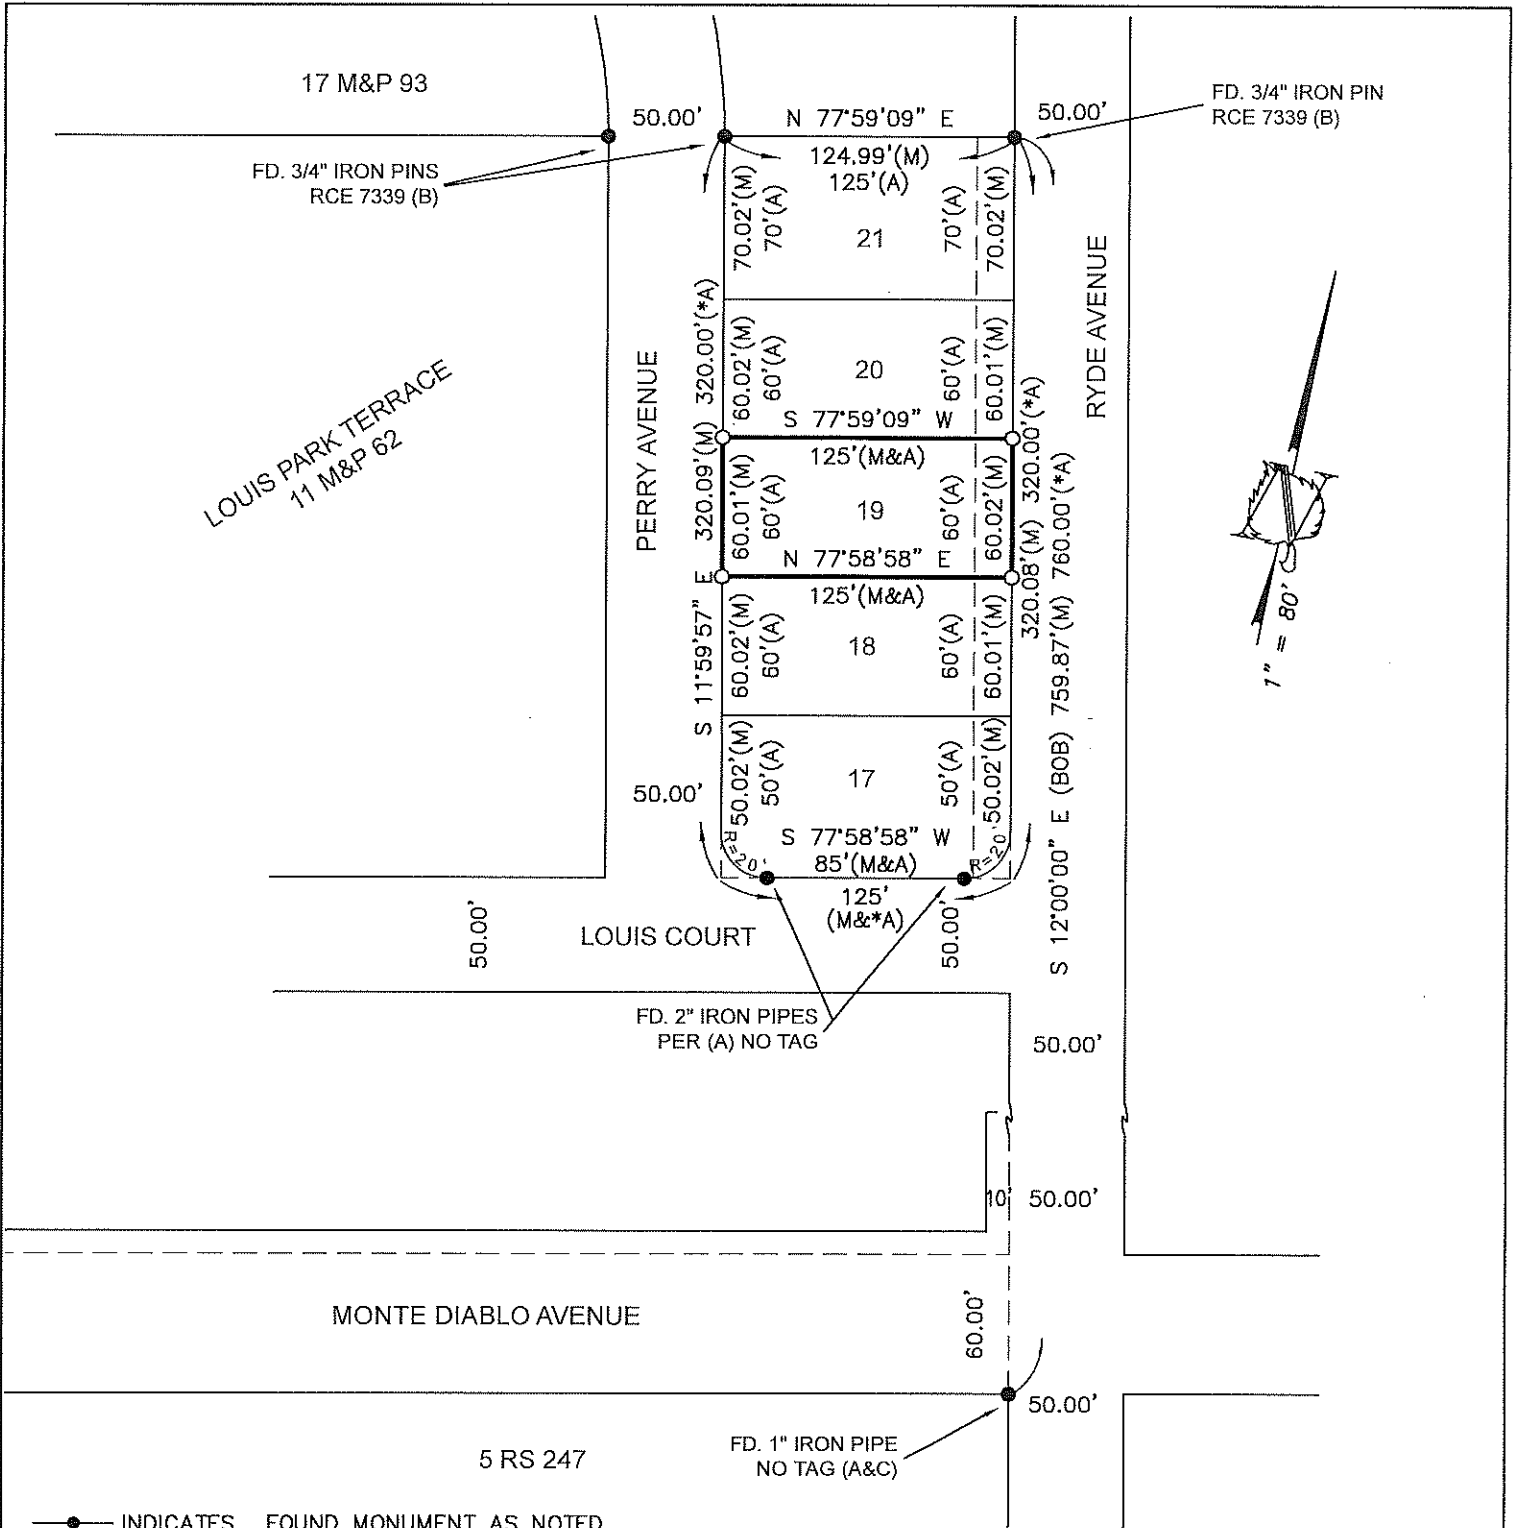 17 M&P 93
50.00'
N 77°59'09" E
50.00'
FD. 3/4" IRON PIN
RCE 7339 (B)
FD. 3/4" IRON PINS
RCE 7339 (B)
124.99'(M)
125'(A)
70.02'(M)
70'(A)
21
70'(A)
70.02'(M)
RYDE AVENUE
LOUIS PARK TERRACE
11 M&P 62
PERRY AVENUE
S 11°59'57" E 320.09'(M) 320.00'(*A)
60.02'(M)
60'(A)
20
60'(A)
60.01'(M)
S 77°59'09" W
125'(M&A)
60.01'(M)
60'(A)
19
60'(A)
60.02'(M)
N 77°58'58" E
125'(M&A)
320.08'(M) 320.00'(*A)
S 12°00'00" E (BOB) 759.87'(M) 760.00'(*A)
1" = 80'
60.02'(M)
60'(A)
18
60'(A)
60.01'(M)
50.02'(M)
50'(A)
17
50'(A)
50.02'(M)
50.00'
S 77°58'58" W
85'(M&A)
R=20'
R=20'
125'
(M&*A)
50.00'
LOUIS COURT
50.00'
FD. 2" IRON PIPES
PER (A) NO TAG
50.00'
10'
50.00'
MONTE DIABLO AVENUE
60.00'
50.00'
5 RS 247
FD. 1" IRON PIPE
NO TAG (A&C)
INDICATES FOUND MONUMENT AS NOTED